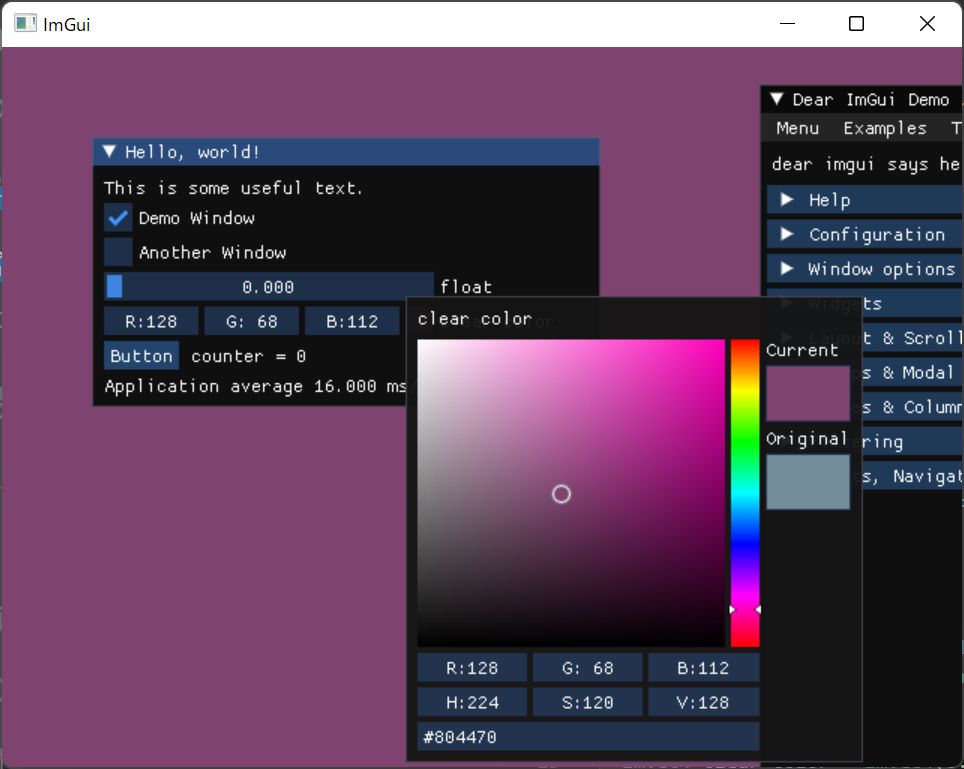 ImGui
Dear ImGui Demo
Menu Examples T
dear imgui says he
Help
Configuration
Window options
Widgets
& Scroll
& Modal
& Colum
ring
Navigat
Hello, world!
This is some useful text.
Demo Window
Another Window
0.000 float
R:128 G: 68 B:112
Button counter = 0
Application average 16.000 ms
clear color
Current
Original
R:128 G: 68 B:112
H:224 S:120 V:128
#804470